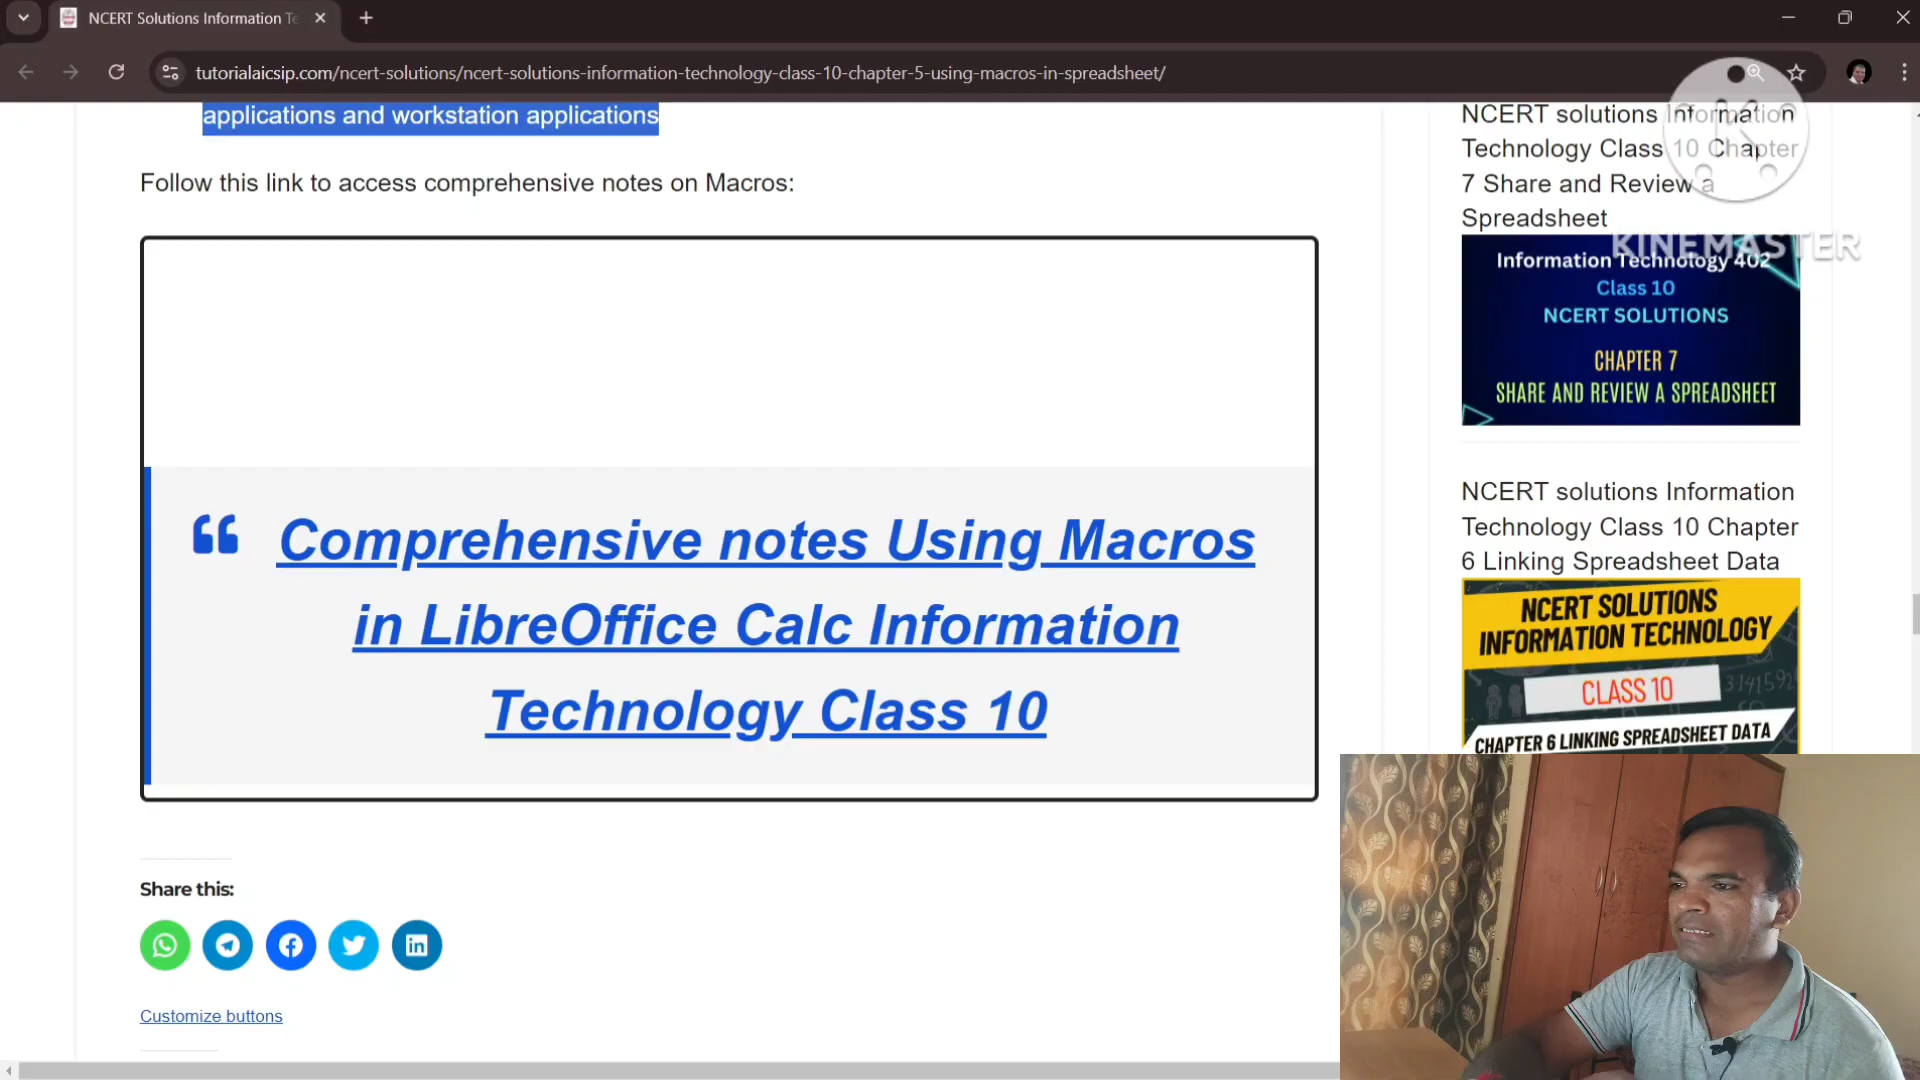 NCERT Solutions Information Te
tutorialaicsip.com/ncert-solutions/ncert-solutions-information-technology-class-10-chapter-5-using-macros-in-spreadsheet/
applications and workstation applications
Follow this link to access comprehensive notes on Macros:
Comprehensive notes Using Macros
in LibreOffice Calc Information
Technology Class 10
Share this:
Customize buttons
NCERT solutions Information
Technology Class 10 Chapter
7 Share and Review a
Spreadsheet
KINEMASTER
Information Technology 402
Class 10
NCERT SOLUTIONS
CHAPTER 7
SHARE AND REVIEW A SPREADSHEET
NCERT solutions Information
Technology Class 10 Chapter
6 Linking Spreadsheet Data
NCERT SOLUTIONS
INFORMATION TECHNOLOGY
CLASS 10
CHAPTER 6 LINKING SPREADSHEET DATA